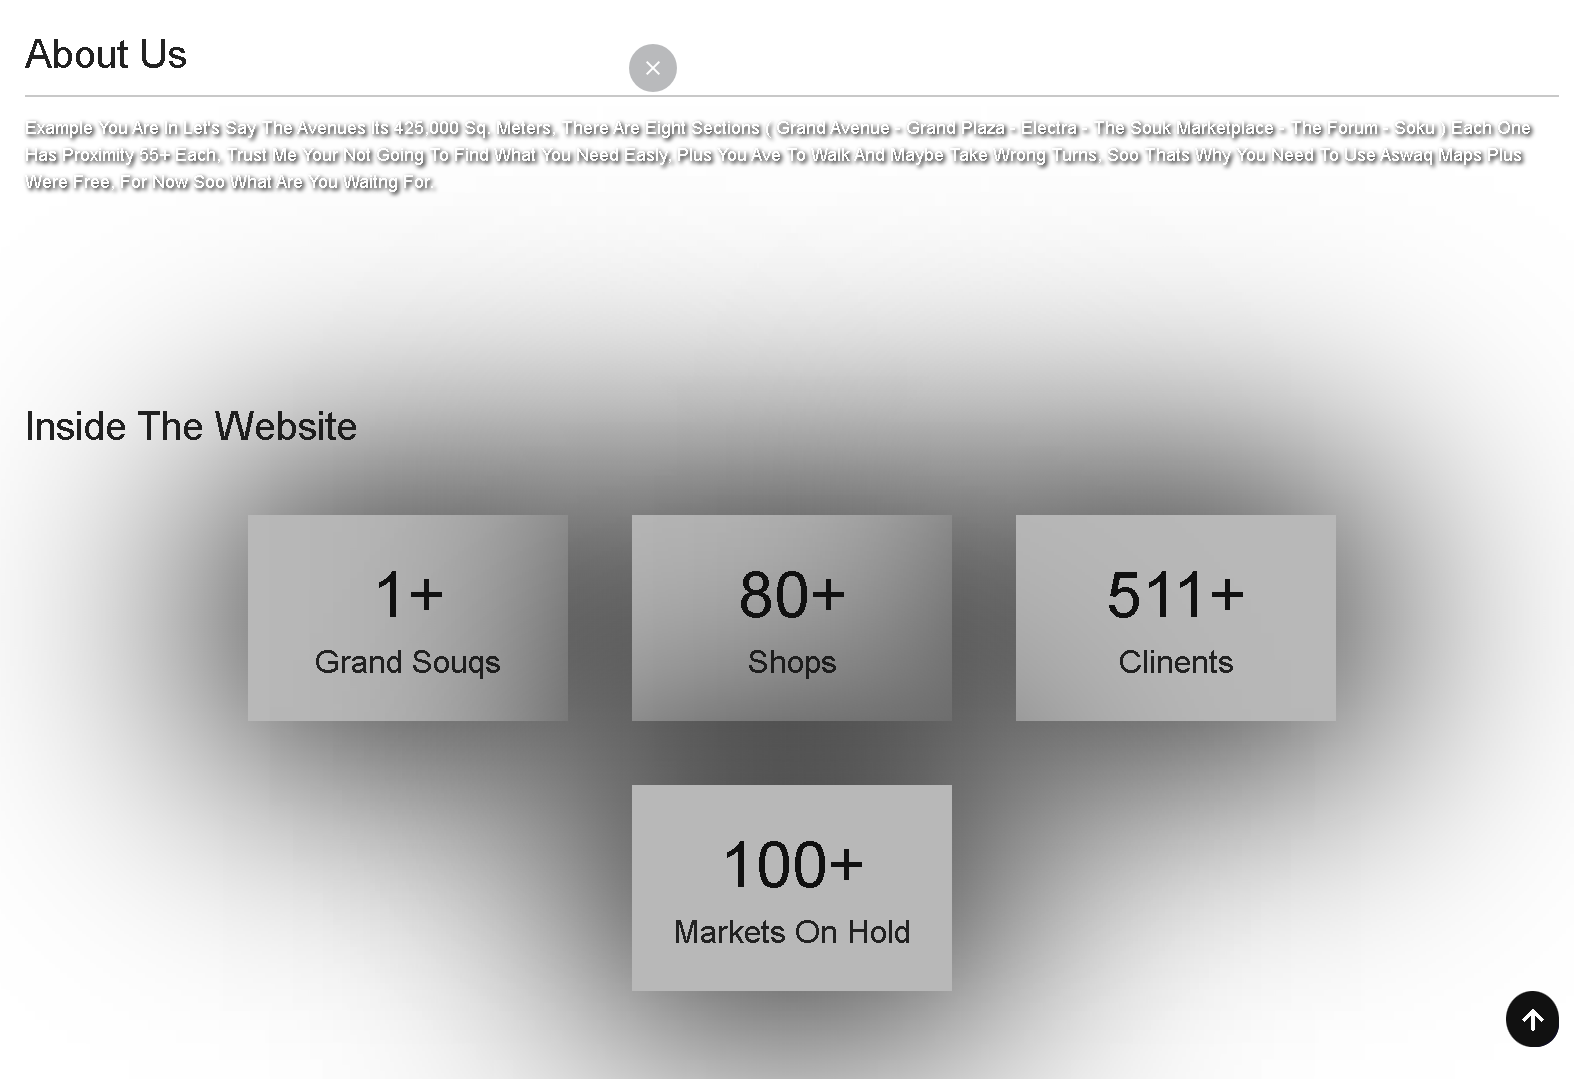 About Us
Example You Are In Let's Say The Avenues Its 425,000 Sq. Meters, There Are Eight Sections ( Grand Avenue - Grand Plaza - Electra - The Souk Marketplace - The Forum - Soku ) Each One
Has Proximity 55+ Each, Trust Me Your Not Going To Find What You Need Easly, Plus You Ave To Walk And Maybe Take Wrong Turns, Soo Thats Why You Need To Use Aswaq Maps Plus
Were Free, For Now Soo What Are You Waitng For.
Inside The Website
1+
Grand Souqs
80+
Shops
511+
Clinents
100+
Markets On Hold